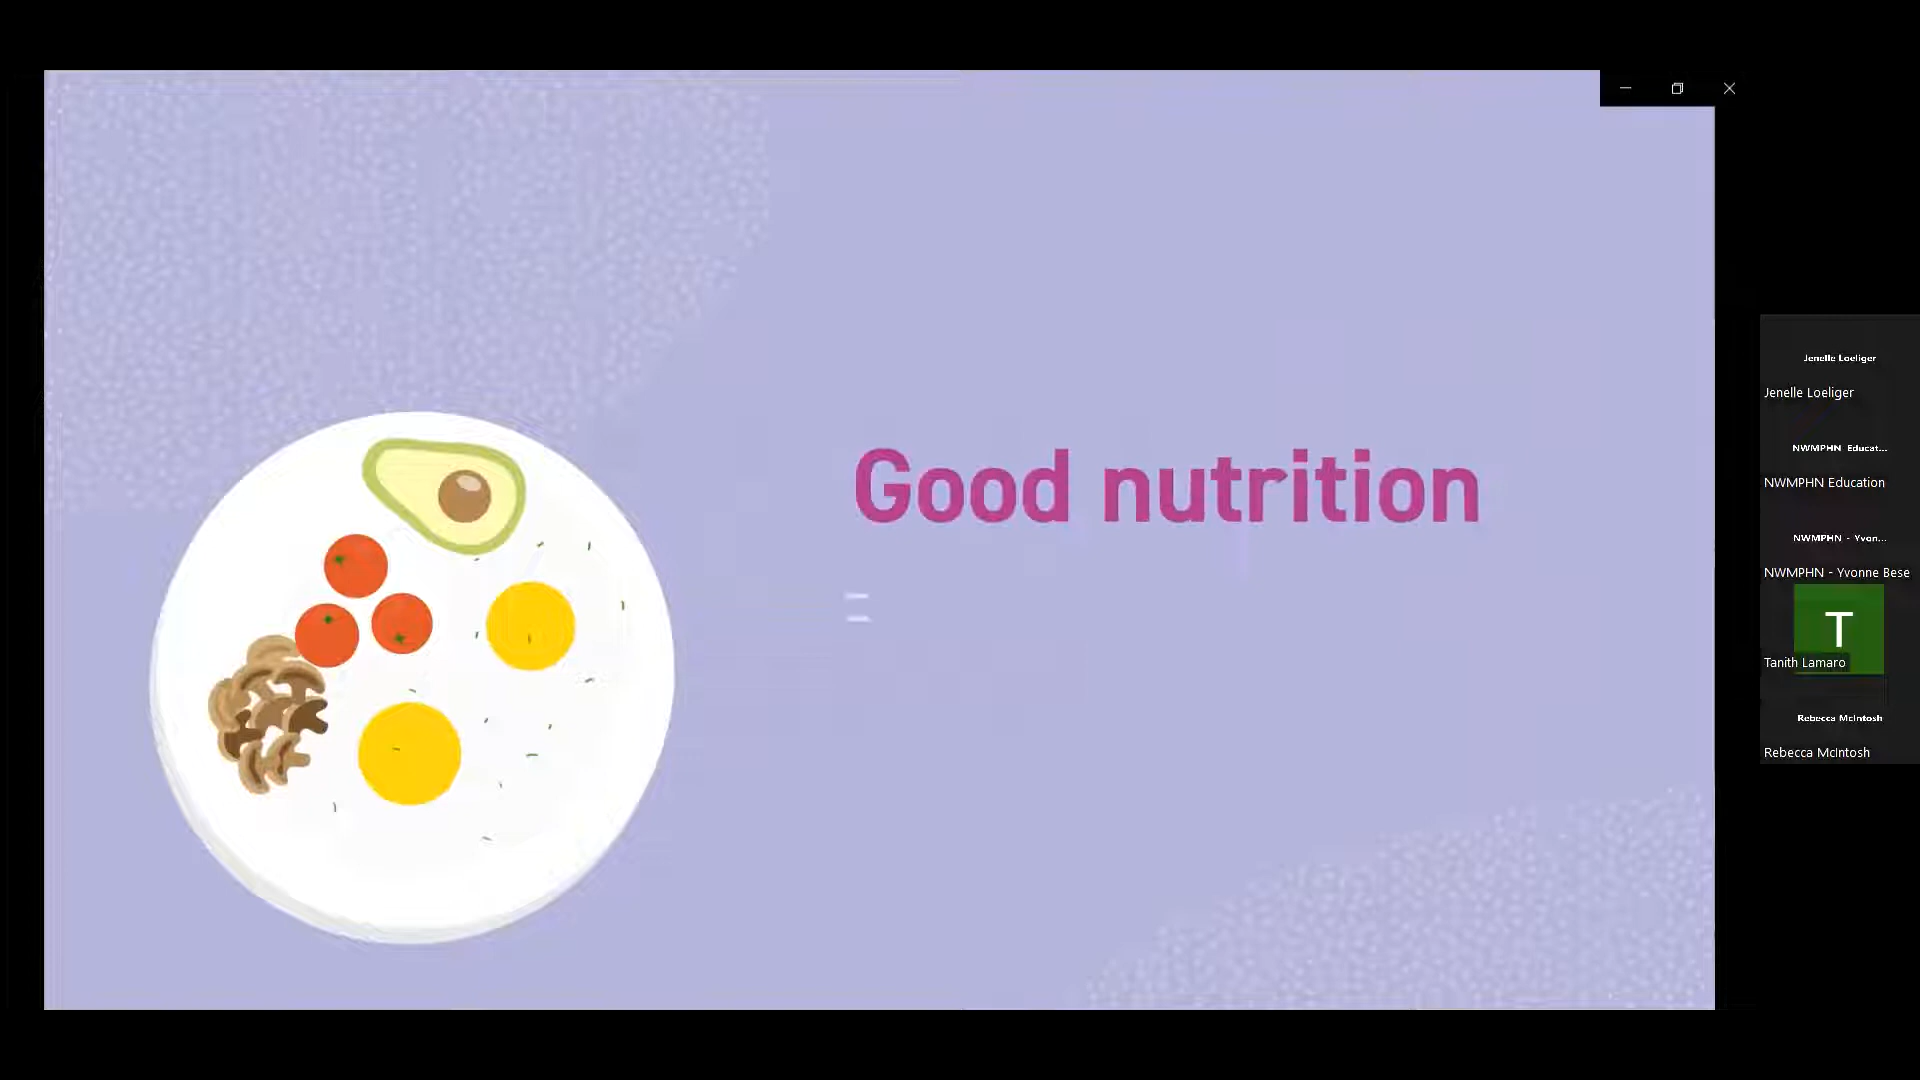 Good nutrition
Jenelle Loeliger
Jenelle Loeliger
NWMPHN Educat...
NWMPHN Education
NWMPHN - Yvon...
NWMPHN - Yvonne Bese
T
Tanith Lamaro
Rebecca McIntosh
Rebecca McIntosh